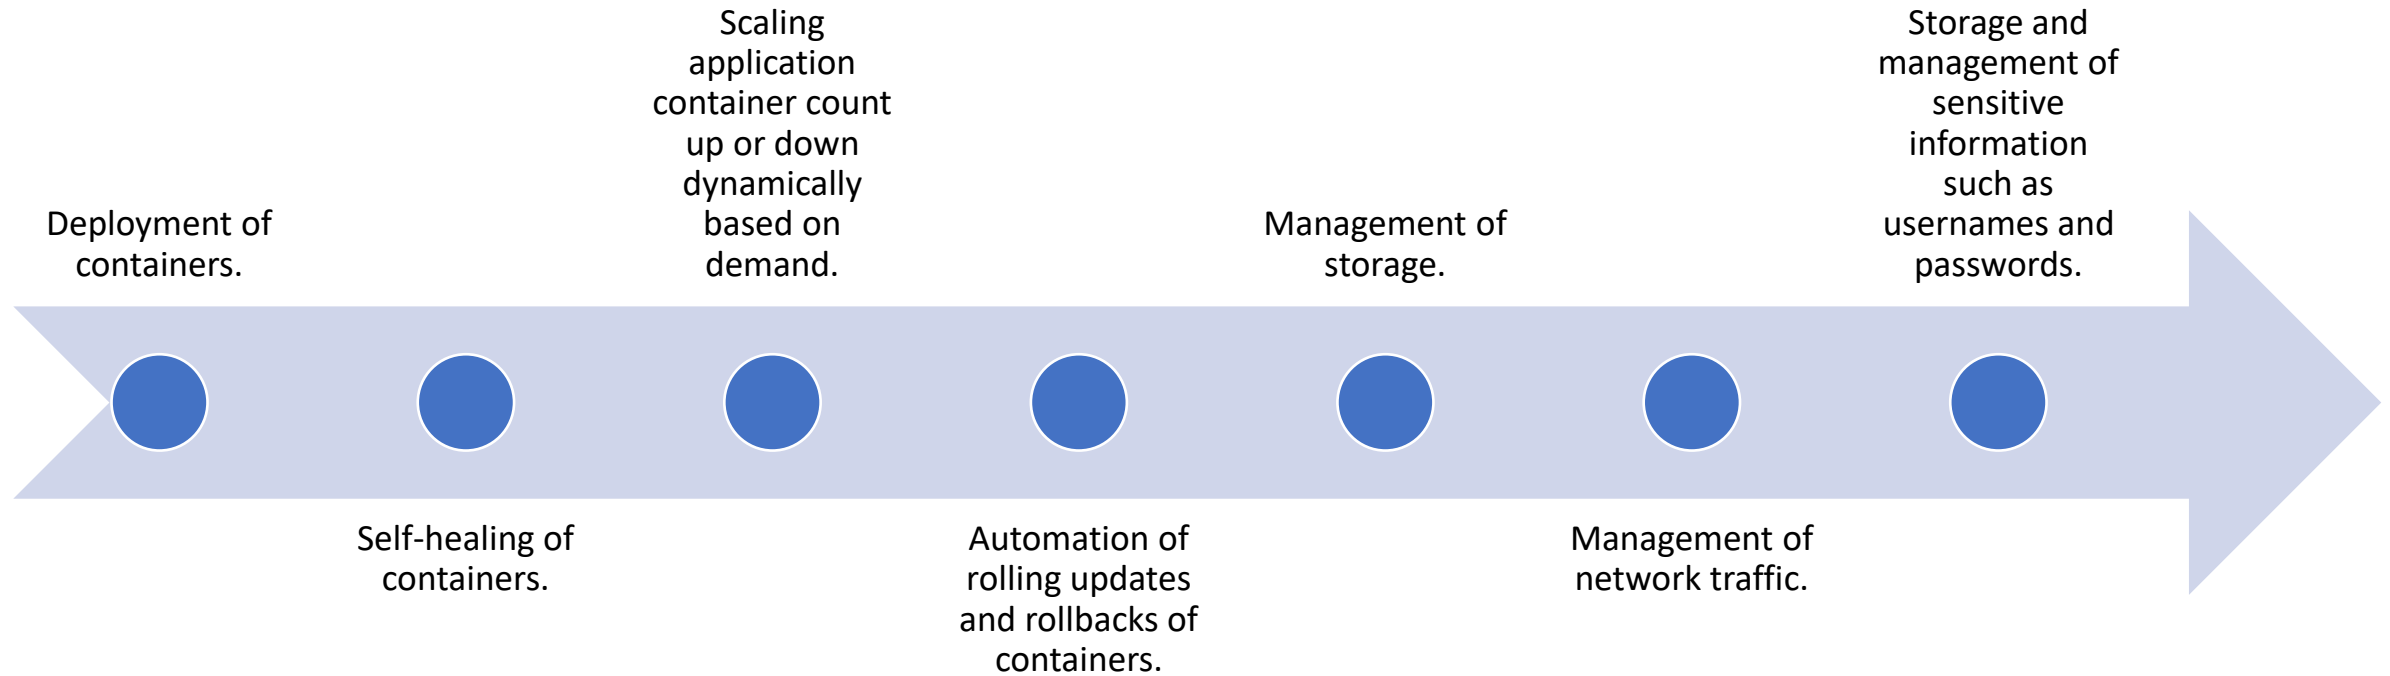 Deployment of
containers.
Self-healing of
containers.
Scaling
application
container count
up or down
dynamically
based on
demand.
Automation of
rolling updates
and rollbacks of
containers.
Management of
storage.
Management of
network traffic.
Storage and
management of
sensitive
information
such as
usernames and
passwords.